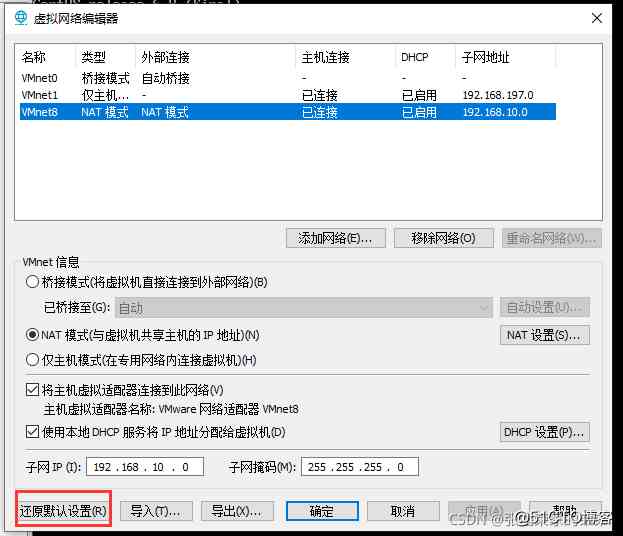 虚拟网络编辑器
名称 类型 外部连接 主机连接 DHCP 子网地址
VMnet0 桥接模式 自动桥接 - - -
VMnet1 仅主机... - 已连接 已启用 192.168.197.0
VMnet8 NAT 模式 NAT 模式 已连接 已启用 192.168.10.0
添加网络(E)... 移除网络(O) 重命名网络(W)...
VMnet 信息
桥接模式(将虚拟机直接连接到外部网络)(B)
已桥接至(G): 自动 自动设置(U)...
NAT 模式(与虚拟机共享主机的 IP 地址)(N) NAT 设置(S)...
仅主机模式(在专用网络内连接虚拟机)(H)
将主机虚拟适配器连接到此网络(V)
主机虚拟适配器名称: VMware 网络适配器 VMnet8
使用本地 DHCP 服务将 IP 地址分配给虚拟机(D) DHCP 设置(P)...
子网 IP (I): 192 .168 . 10 . 0 子网掩码(M): 255 .255 .255 . 0
还原默认设置(R) 导入(T)... 导出(X)... 确定 取消 应用(A) 帮助
@51CTO博客